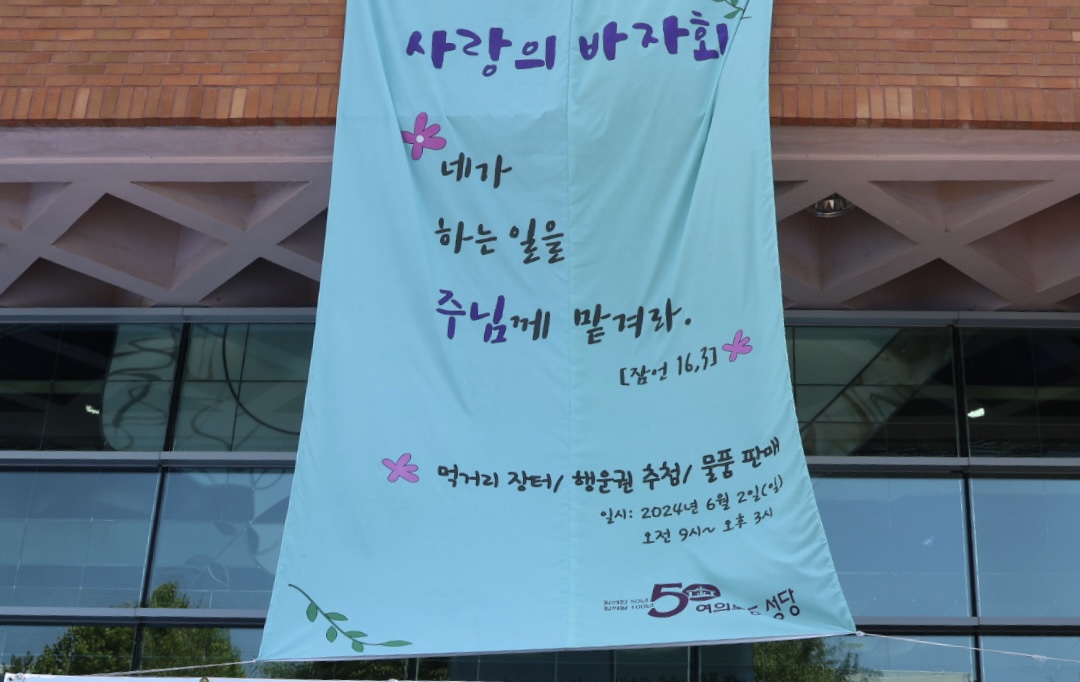 사랑의 바자회
네가
하는 일을
주님께 맡겨라.
[잠언 16,3]
먹거리 장터/ 행운권 추첨/ 물품 판매
일시: 2024년 6월 2일(일)
오전 9시~ 오후 3시
50 성당